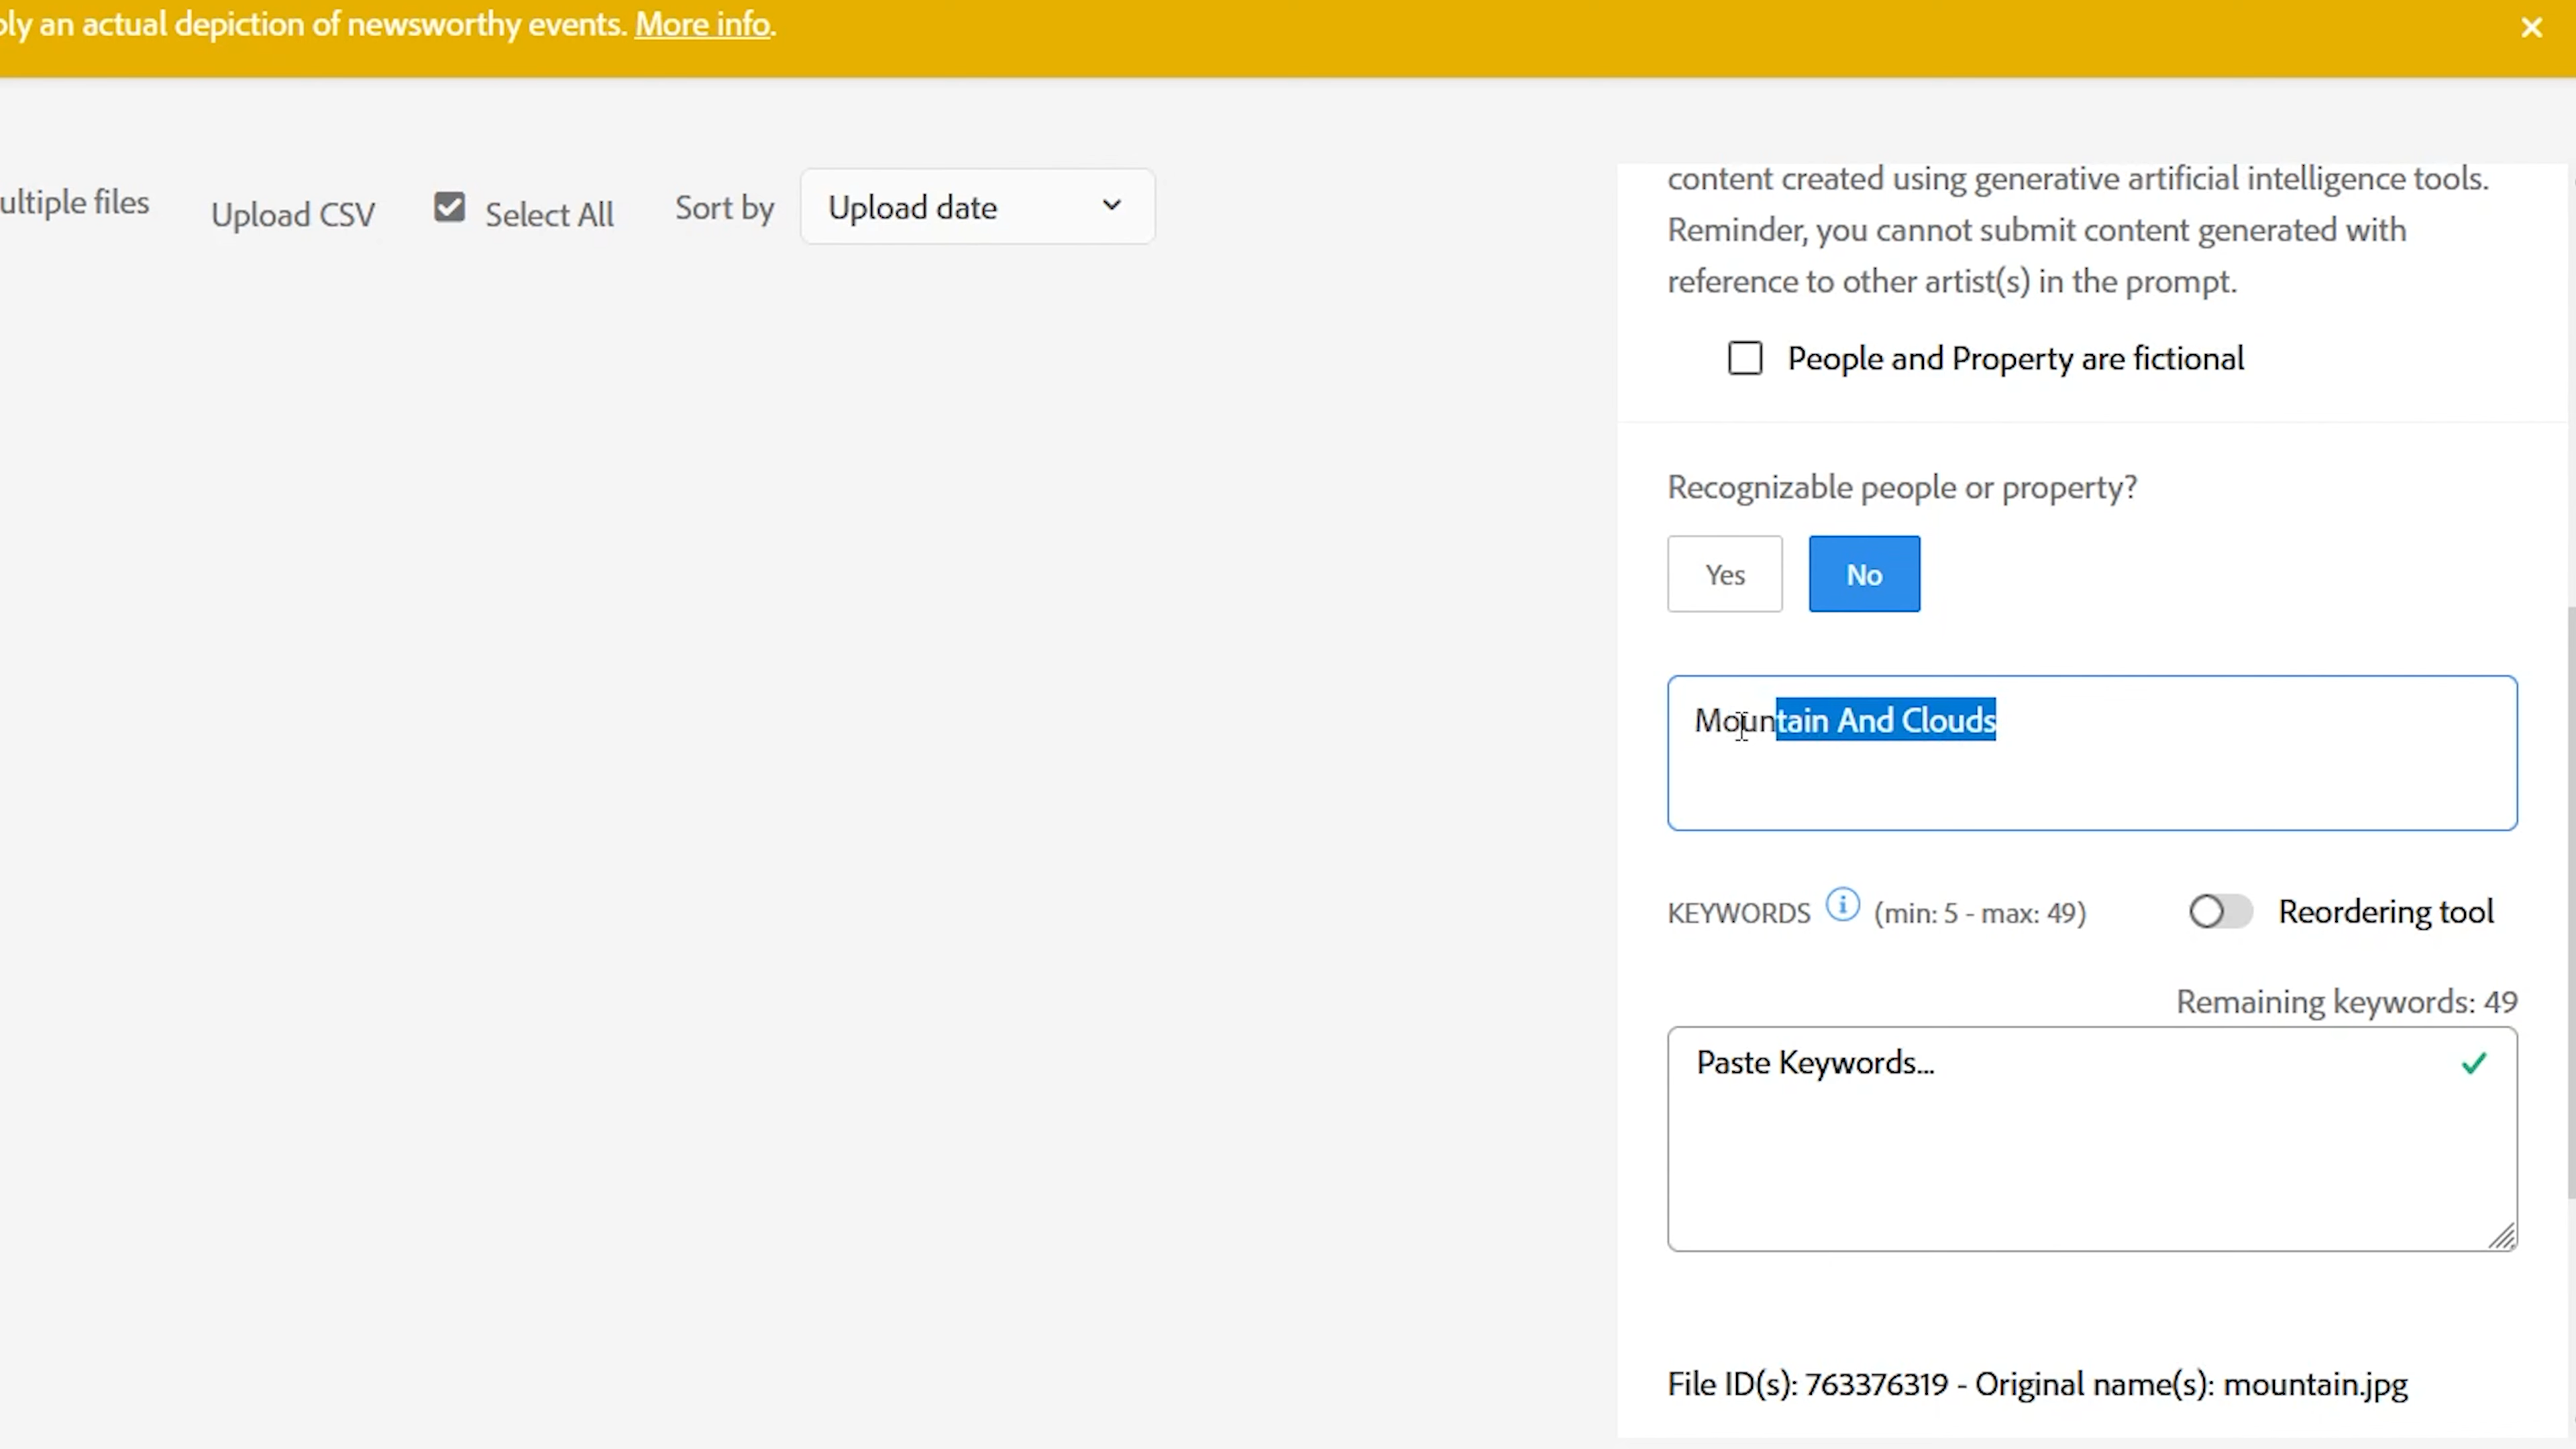 ply an actual depiction of newsworthy events. More info.
ultiple files
Upload CSV
Select All
Sort by
Upload date
content created using generative artificial intelligence tools.
Reminder, you cannot submit content generated with
reference to other artist(s) in the prompt.
People and Property are fictional
Recognizable people or property?
Yes
No
Mountain And Clouds
KEYWORDS (min: 5 - max: 49)
Reordering tool
Remaining keywords: 49
Paste Keywords...
File ID(s): 763376319 - Original name(s): mountain.jpg